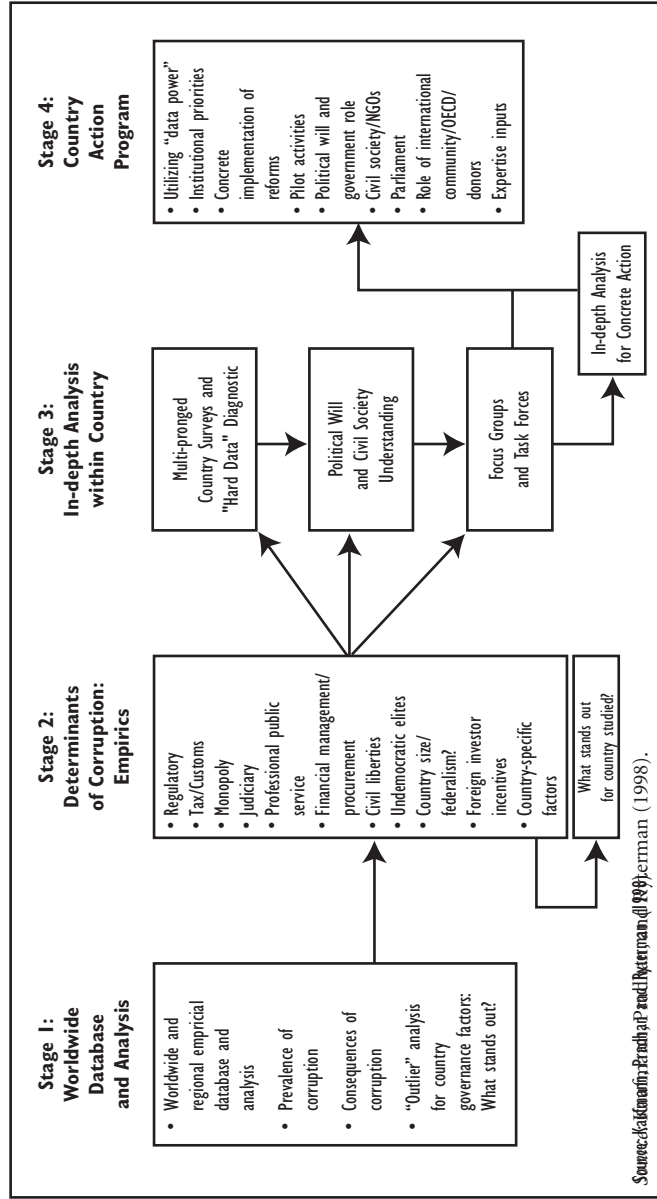 Stage 1:
Worldwide
Database
and Analysis
• Worldwide and
regional empricial
database and
analysis
• Prevalence of
corruption
• Consequences of
corruption
• “Outlier” analysis
for country
governance factors:
What stands out?
Stage 2:
Determinants
of Corruption:
Empirics
• Regulatory
• Tax/Customs
• Monopoly
• Judiciary
• Professional public
service
• Financial management/
procurement
• Civil liberties
• Undemocratic elites
• Country size/
federalism?
• Foreign investor
incentives
• Country-specific
factors
What stands out
for country studied?
Stage 3:
In-depth Analysis
within Country
Multi-pronged
Country Surveys and
"Hard Data" Diagnostic
Political Will
and Civil Society
Understanding
Focus Groups
and Task Forces
In-depth Analysis
for Concrete Action
Stage 4:
Country
Action
Program
• Utilizing “data power”
• Institutional priorities
• Concrete
implementation of
reforms
• Pilot activities
• Political will and
government role
• Civil society/NGOs
• Parliament
• Role of international
community/OECD/
donors
• Expertise inputs
(1998).